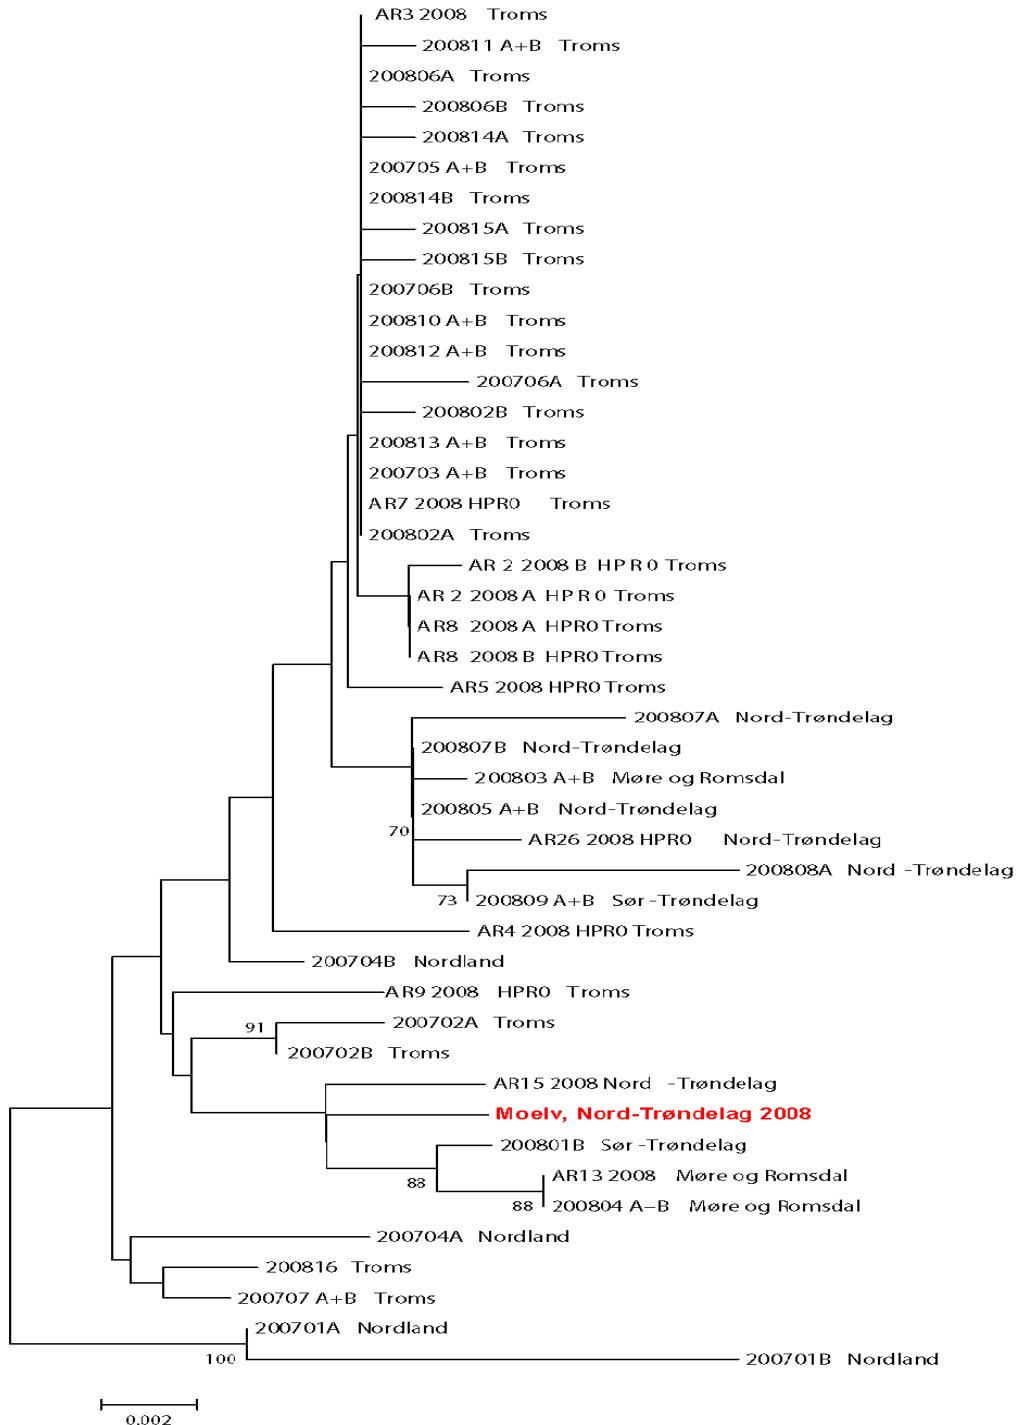 AR3 2008 Troms
200811 A+B Troms
200806A Troms
200806B Troms
200814A Troms
200705 A+B Troms
200814B Troms
200815A Troms
200815B Troms
200706B Troms
200810 A+B Troms
200812 A+B Troms
200706A Troms
200802B Troms
200813 A+B Troms
200703 A+B Troms
AR7 2008 HPR0 Troms
200802A Troms
AR 2 2008 B HPR 0 Troms
AR 2 2008 A HPR 0 Troms
AR8 2008 A HPR0 Troms
AR8 2008 B HPR0 Troms
AR5 2008 HPR0 Troms
200807A Nord-Trøndelag
200807B Nord-Trøndelag
200803 A+B Møre og Romsdal
200805 A+B Nord-Trøndelag
70
AR26 2008 HPR0 Nord-Trøndelag
200808A Nord -Trøndelag
73
200809 A+B Sør -Trøndelag
AR4 2008 HPR0 Troms
200704B Nordland
AR9 2008 HPR0 Troms
91
200702A Troms
200702B Troms
AR15 2008 Nord -Trøndelag
Moelv, Nord-Trøndelag 2008
200801B Sør -Trøndelag
88
AR13 2008 Møre og Romsdal
88
200804 A–B Møre og Romsdal
200704A Nordland
200816 Troms
200707 A+B Troms
200701A Nordland
100
200701B Nordland
0.002